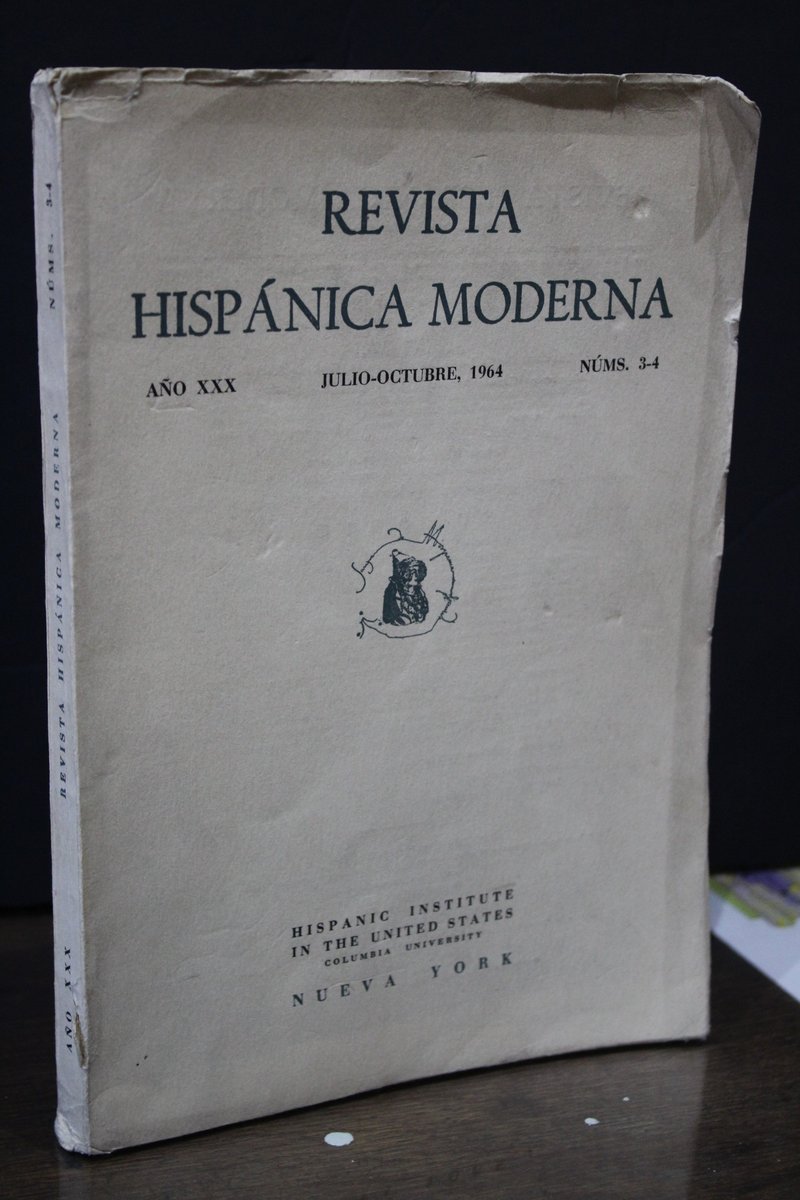 REVISTA
HISPÁNICA MODERNA
AÑO XXX JULIO-OCTUBRE, 1964 NÚMS. 3-4
HISPANIC INSTITUTE
IN THE UNITED STATES
COLUMBIA UNIVERSITY
NUEVA YORK
AÑO XXX REVISTA HISPÁNICA MODERNA NÚMS. 3-4